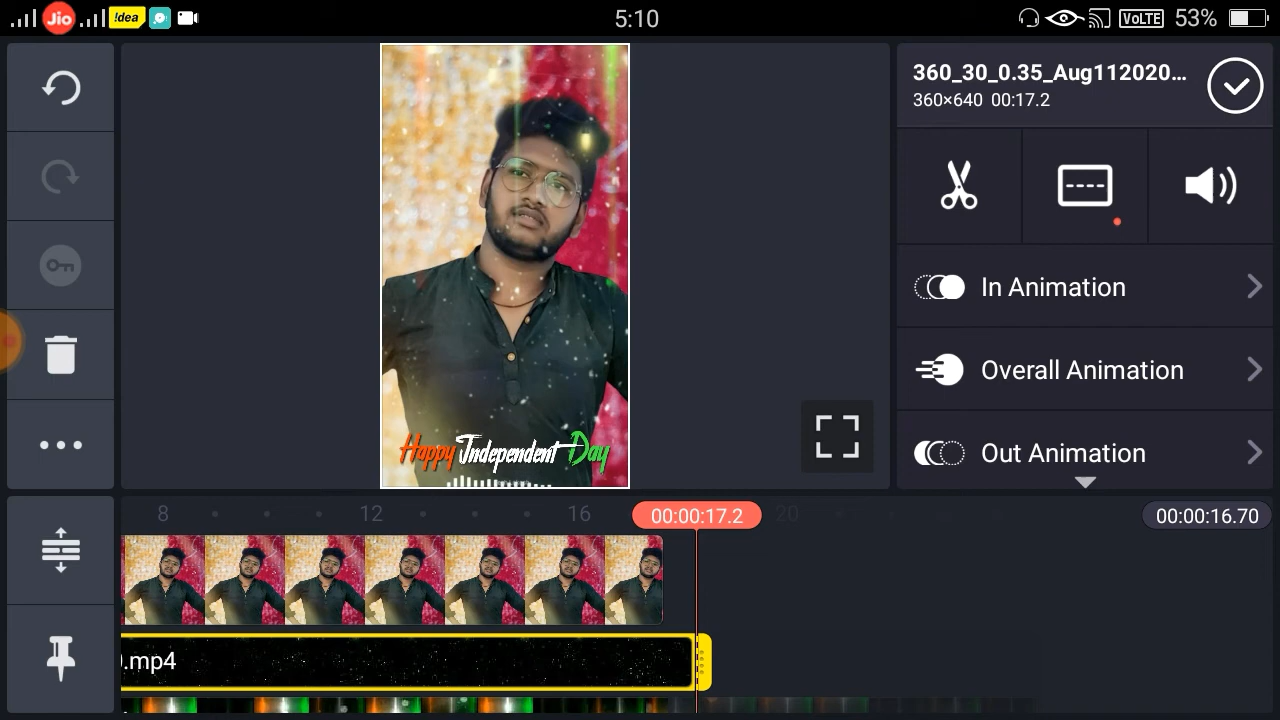 Jio
!dea
5:10
VoLTE
53%
360_30_0.35_Aug112020...
360×640 00:17.2
In Animation
Overall Animation
Out Animation
Happy Independent Day
8
12
16
00:00:17.2
20
00:00:16.70
.mp4